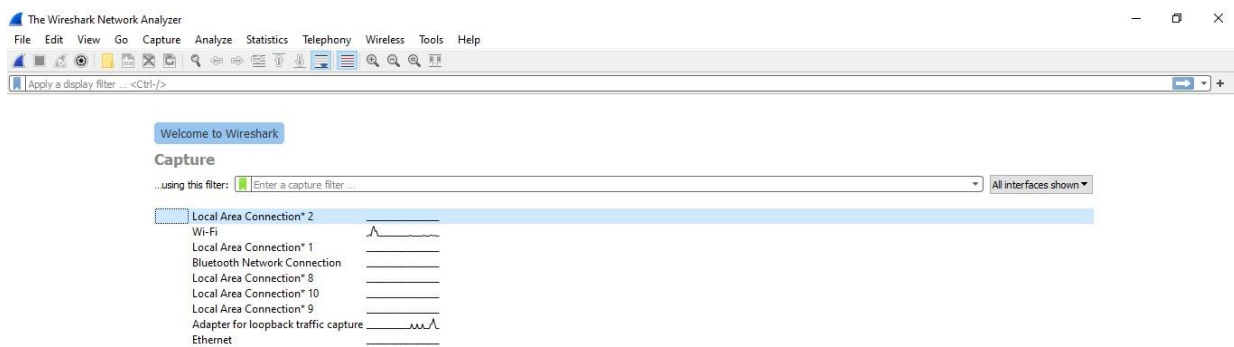 The Wireshark Network Analyzer
File Edit View Go Capture Analyze Statistics Telephony Wireless Tools Help
Apply a display filter ... <Ctrl-/>
Welcome to Wireshark
Capture
...using this filter: Enter a capture filter ... All interfaces shown
Local Area Connection* 2
Wi-Fi
Local Area Connection* 1
Bluetooth Network Connection
Local Area Connection* 8
Local Area Connection* 10
Local Area Connection* 9
Adapter for loopback traffic capture
Ethernet